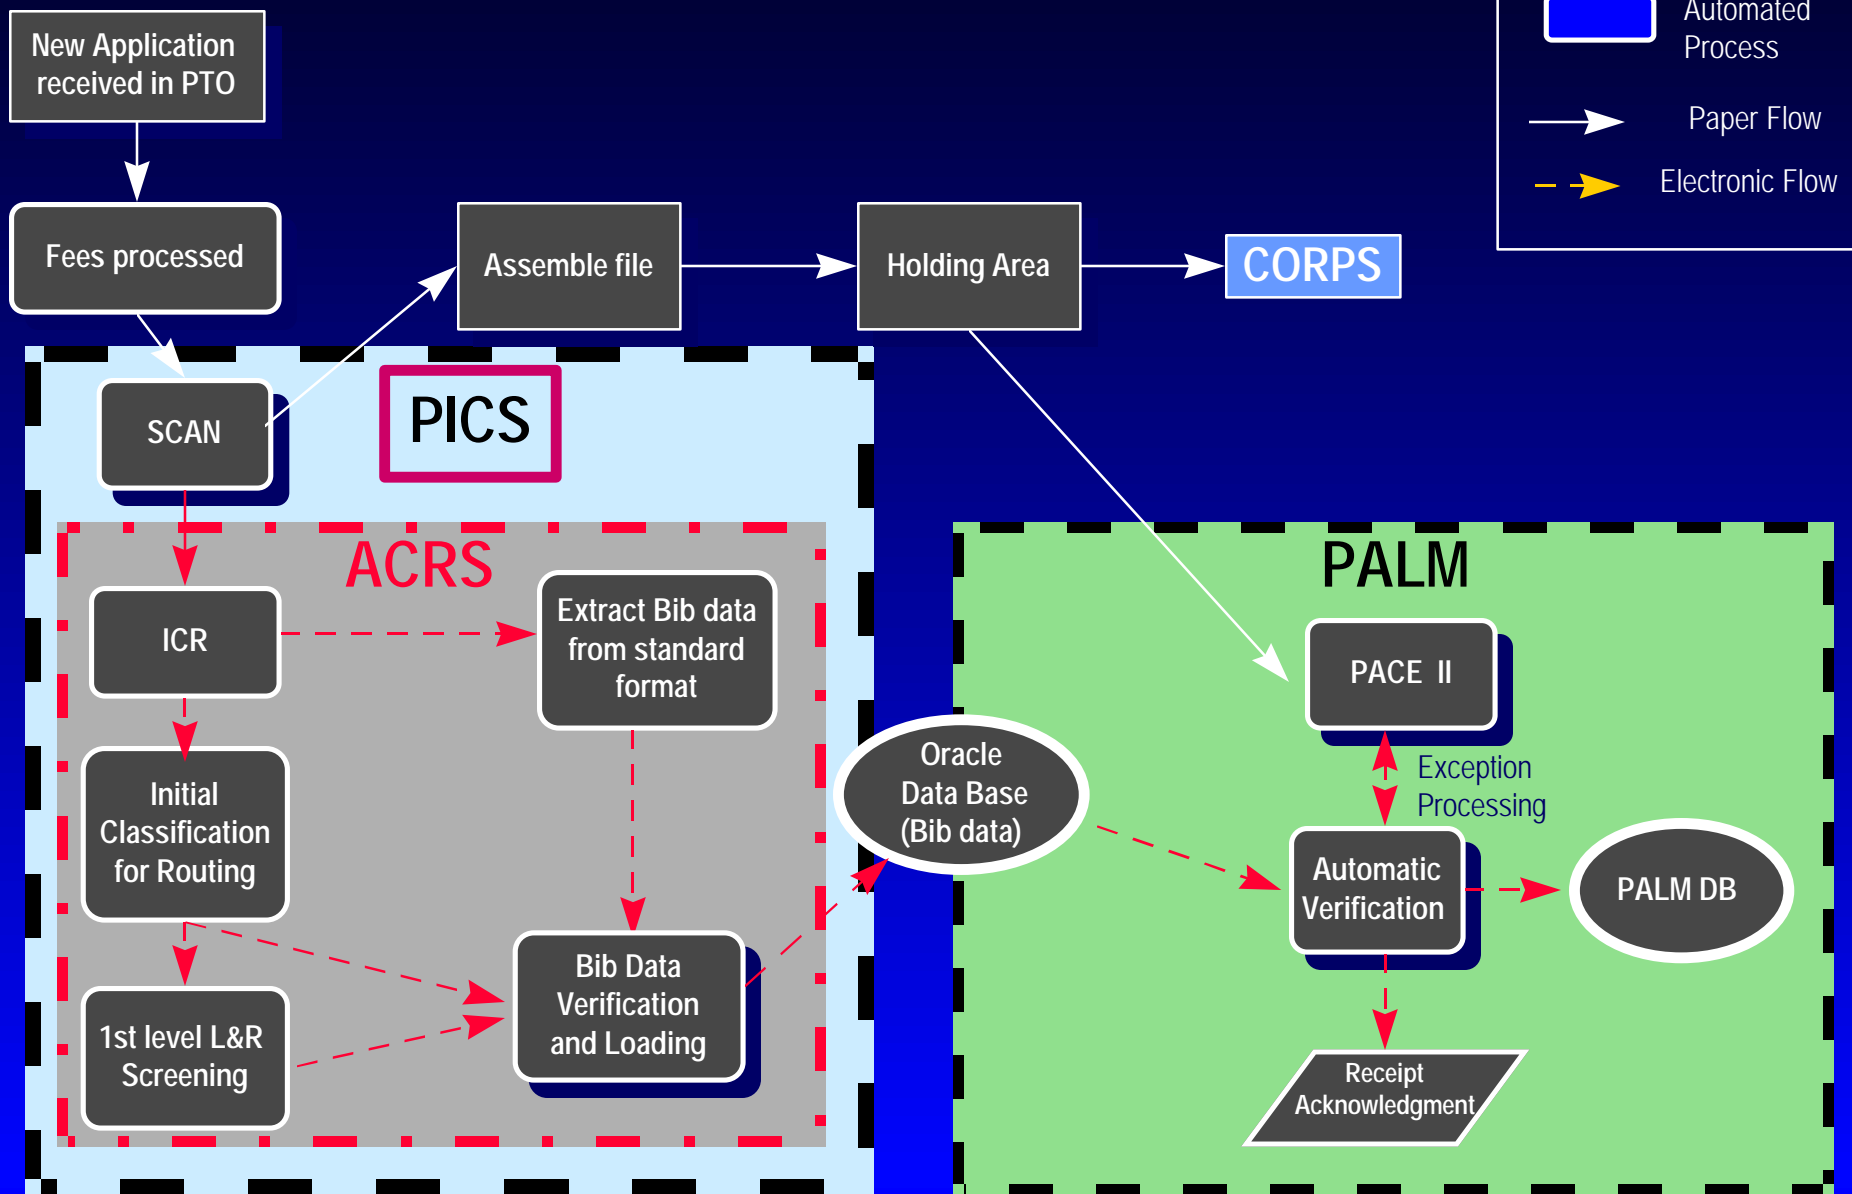 New Application
received in PTO
Automated
Process
Paper Flow
Electronic Flow
Fees processed
Assemble file
Holding Area
CORPS
SCAN
PICS
ACRS
ICR
Extract Bib data
from standard
format
Initial
Classification
for Routing
1st level L&R
Screening
Bib Data
Verification
and Loading
Oracle
Data Base
(Bib data)
PALM
PACE II
Exception
Processing
Automatic
Verification
PALM DB
Receipt
Acknowledgment